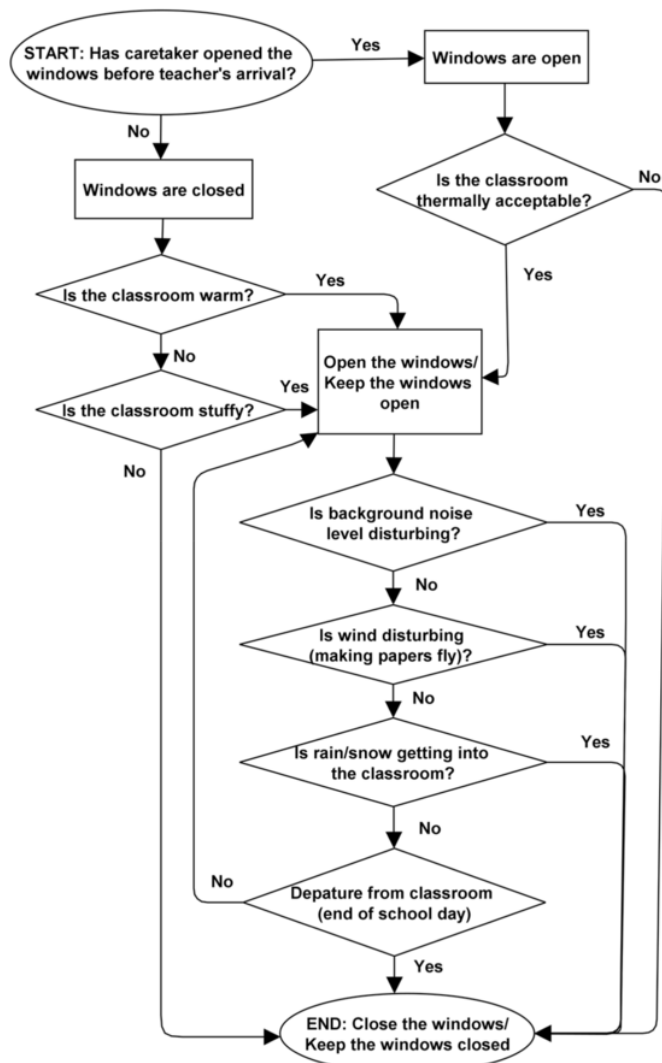 START: Has caretaker opened the
windows before teacher's arrival?
Yes
Windows are open
No
Windows are closed
Is the classroom
thermally acceptable?
No
Yes
Is the classroom warm?
Yes
No
Open the windows/
Keep the windows
open
Is the classroom stuffy?
Yes
No
Is background noise
level disturbing?
Yes
No
Is wind disturbing
(making papers fly)?
Yes
No
Is rain/snow getting into
the classroom?
Yes
No
Depature from classroom
(end of school day)
No
Yes
END: Close the windows/
Keep the windows closed